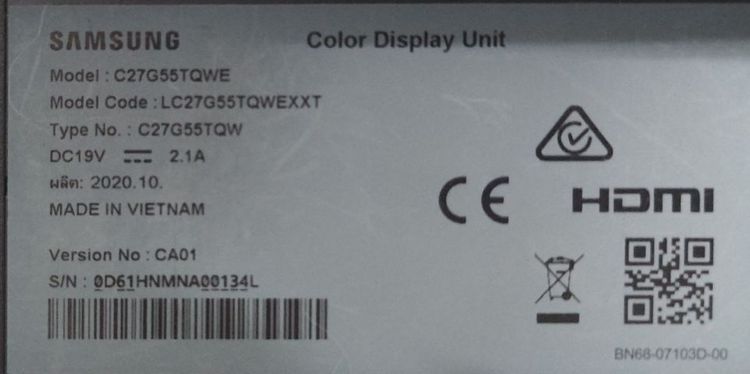 SAMSUNG Color Display Unit
Model : C27G55TQWE
Model Code : LC27G55TQWEXXT
Type No. : C27G55TQW
DC19V ⎓ 2.1A
ผลิต: 2020.10.
MADE IN VIETNAM
CE HDMI
Version No : CA01
S/N : 0D61HNMNA00134L
BN68-07103D-00